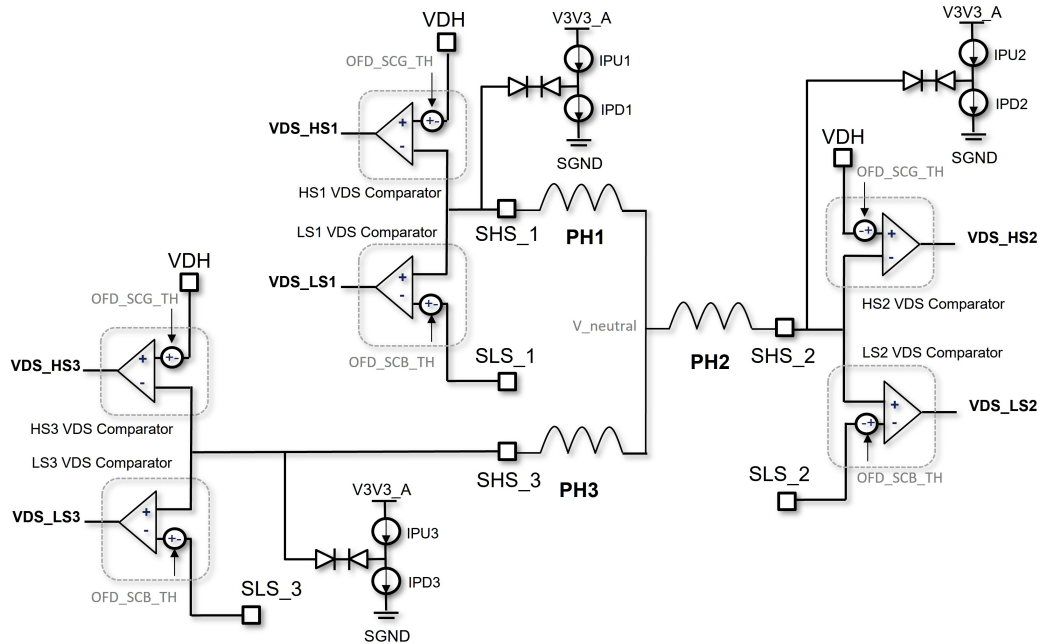 VDH
OFD_SCG_TH
+
+-
-
VDS_HS1
HS1 VDS Comparator
V3V3_A
IPU1
IPD1
SGND
SHS_1
PH1
LS1 VDS Comparator
VDS_LS1
+
-
+-
OFD_SCB_TH
SLS_1
V3V3_A
IPU2
IPD2
SGND
VDH
OFD_SCG_TH
-+
+
-
VDS_HS2
HS2 VDS Comparator
V_neutral
PH2
SHS_2
LS2 VDS Comparator
+
-+
-
VDS_LS2
OFD_SCB_TH
SLS_2
VDH
OFD_SCG_TH
+
+-
-
VDS_HS3
HS3 VDS Comparator
LS3 VDS Comparator
SHS_3
PH3
VDS_LS3
+
-
+-
OFD_SCB_TH
SLS_3
V3V3_A
IPU3
IPD3
SGND